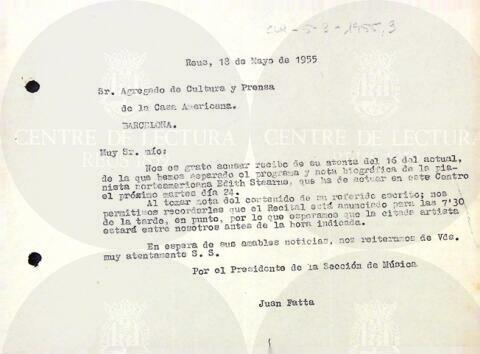 Reus, 18 de Mayo de 1955
Sr. Agregado de Cultura y Prensa
de la Casa Americana.
BARCELONA.
CENTRE DE LECTURA
CENTRE DE LECTURA
Muy Sr. mío:
Nos es grato acusar recibo de su atenta del 16 del actual,
de la que hemos separado el programa y nota biográfica de la pia-
nista norteamericana Edith Stearns, que ha de actuar en este Centro
el próximo martes día 24.
Al tomar nota del contenido de su referido escrito; nos
permitimos recordarles que el Recital está anunciado para las 7'30
de la tarde, en punto, por lo que esperamos que la citada artista
estará entre nosotros antes de la hora indicada.
En espera de sus amables noticias, nos reiteramos de Vds.
muy atentamente S. S.
Por el Presidente de la Sección de Música
Juan Fatta